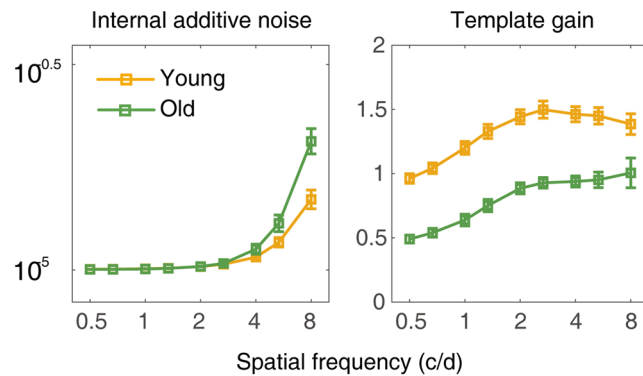 Internal additive noise
Template gain
10^0.5
10^5
Young
Old
0.5 1 2 4 8
2
1.5
1
0.5
0
0.5 1 2 4 8
Spatial frequency (c/d)